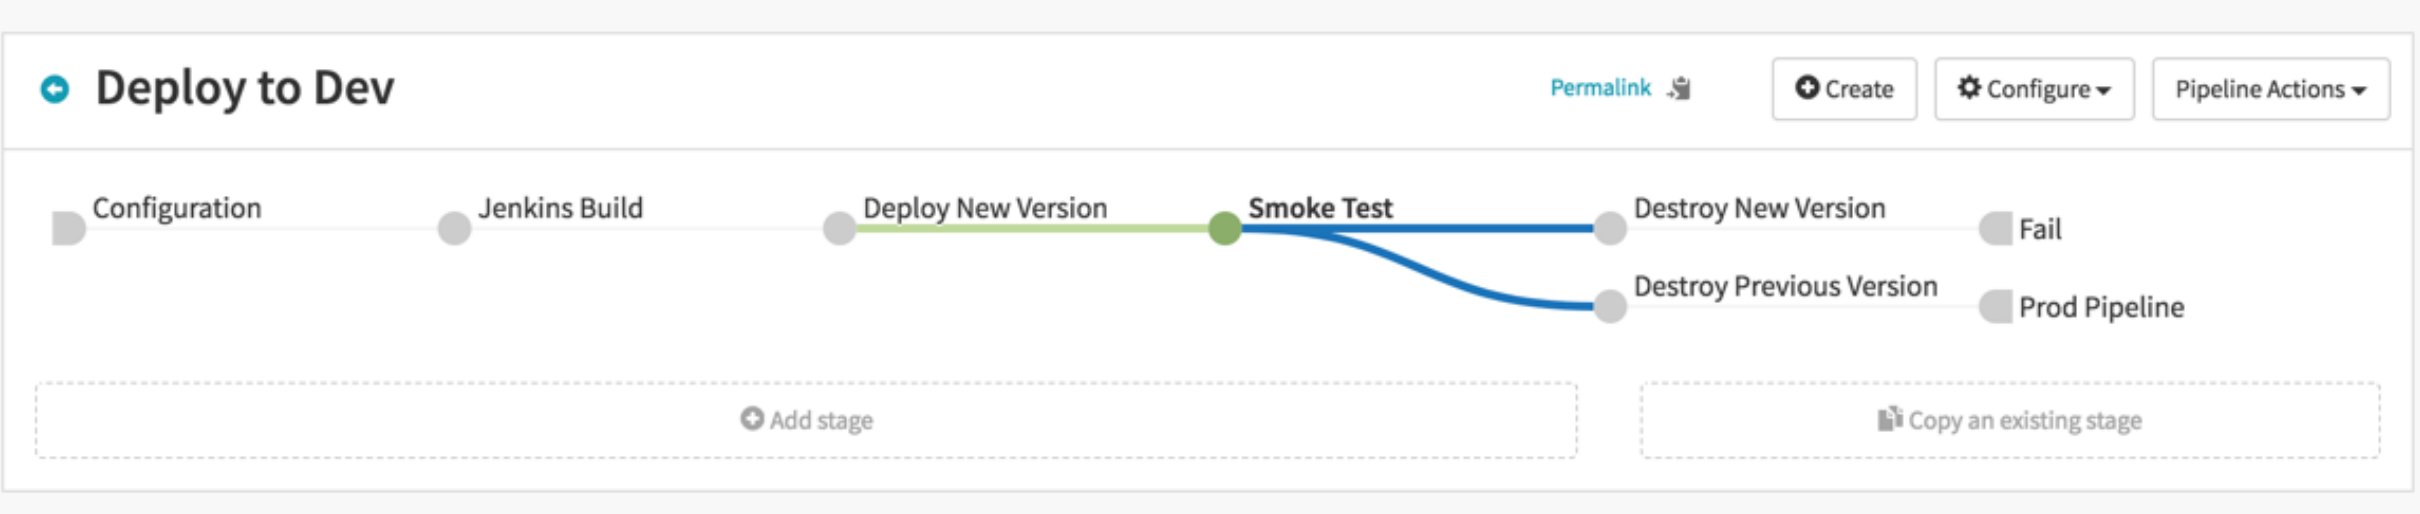 Deploy to Dev
Permalink
Create
Configure
Pipeline Actions
Configuration
Jenkins Build
Deploy New Version
Smoke Test
Destroy New Version
Fail
Destroy Previous Version
Prod Pipeline
Add stage
Copy an existing stage